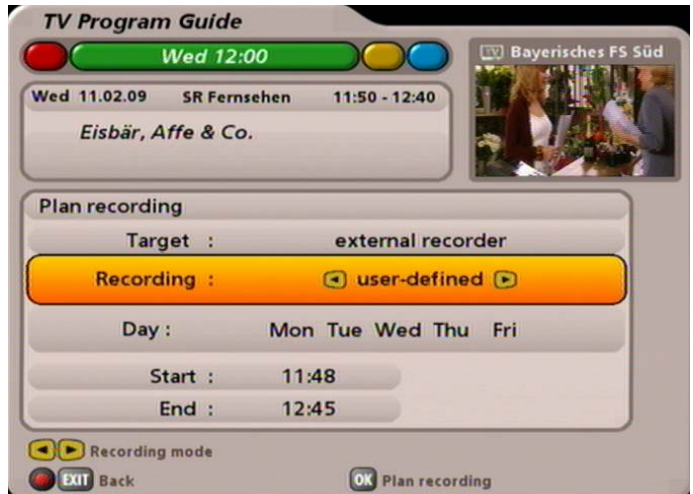 TV Program Guide
Wed 12:00
TV Bayerisches FS Süd
Wed 11.02.09 SR Fernsehen 11:50 - 12:40
Eisbär, Affe & Co.
Plan recording
Target : external recorder
Recording : user-defined
Day : Mon Tue Wed Thu Fri
Start : 11:48
End : 12:45
Recording mode
EXIT Back
OK Plan recording